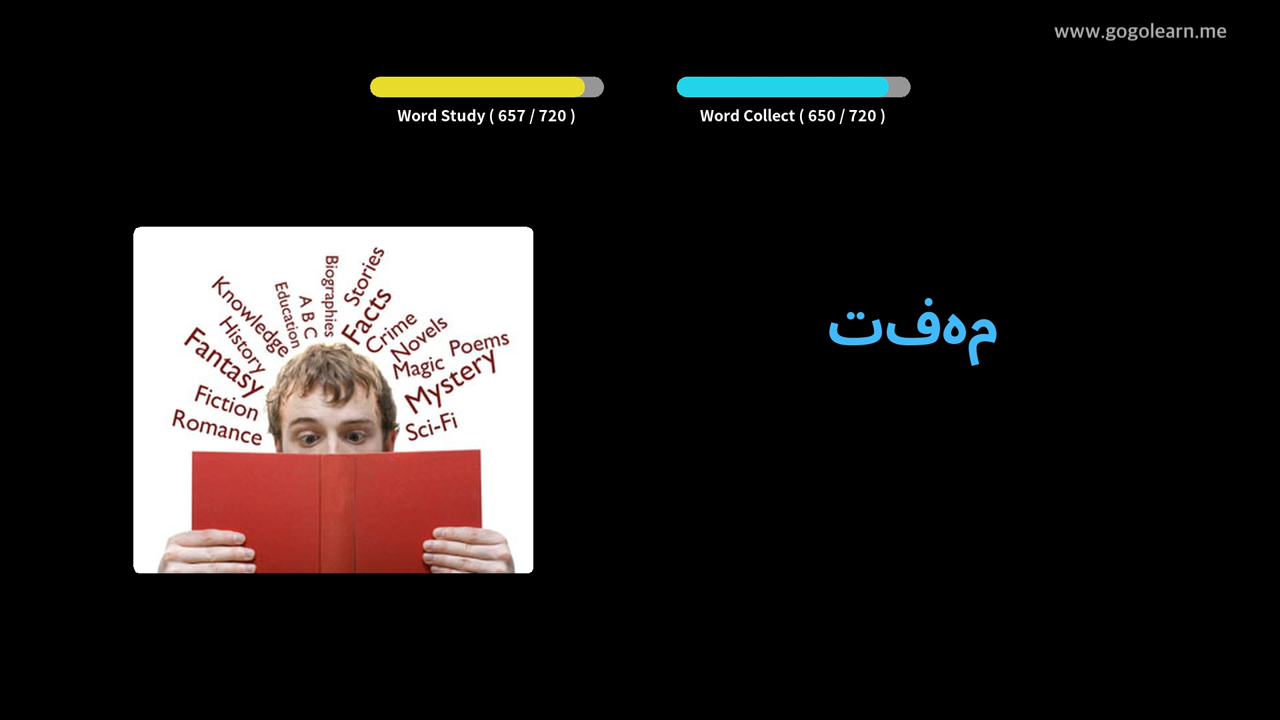 www.gogolearn.me
Word Study ( 657 / 720 )
Word Collect ( 650 / 720 )
Romance
Fiction
Fantasy
History
Knowledge
Education
A B C
Biographies
Stories
Facts
Crime
Novels
Magic
Poems
Mystery
Sci-Fi
تفهم